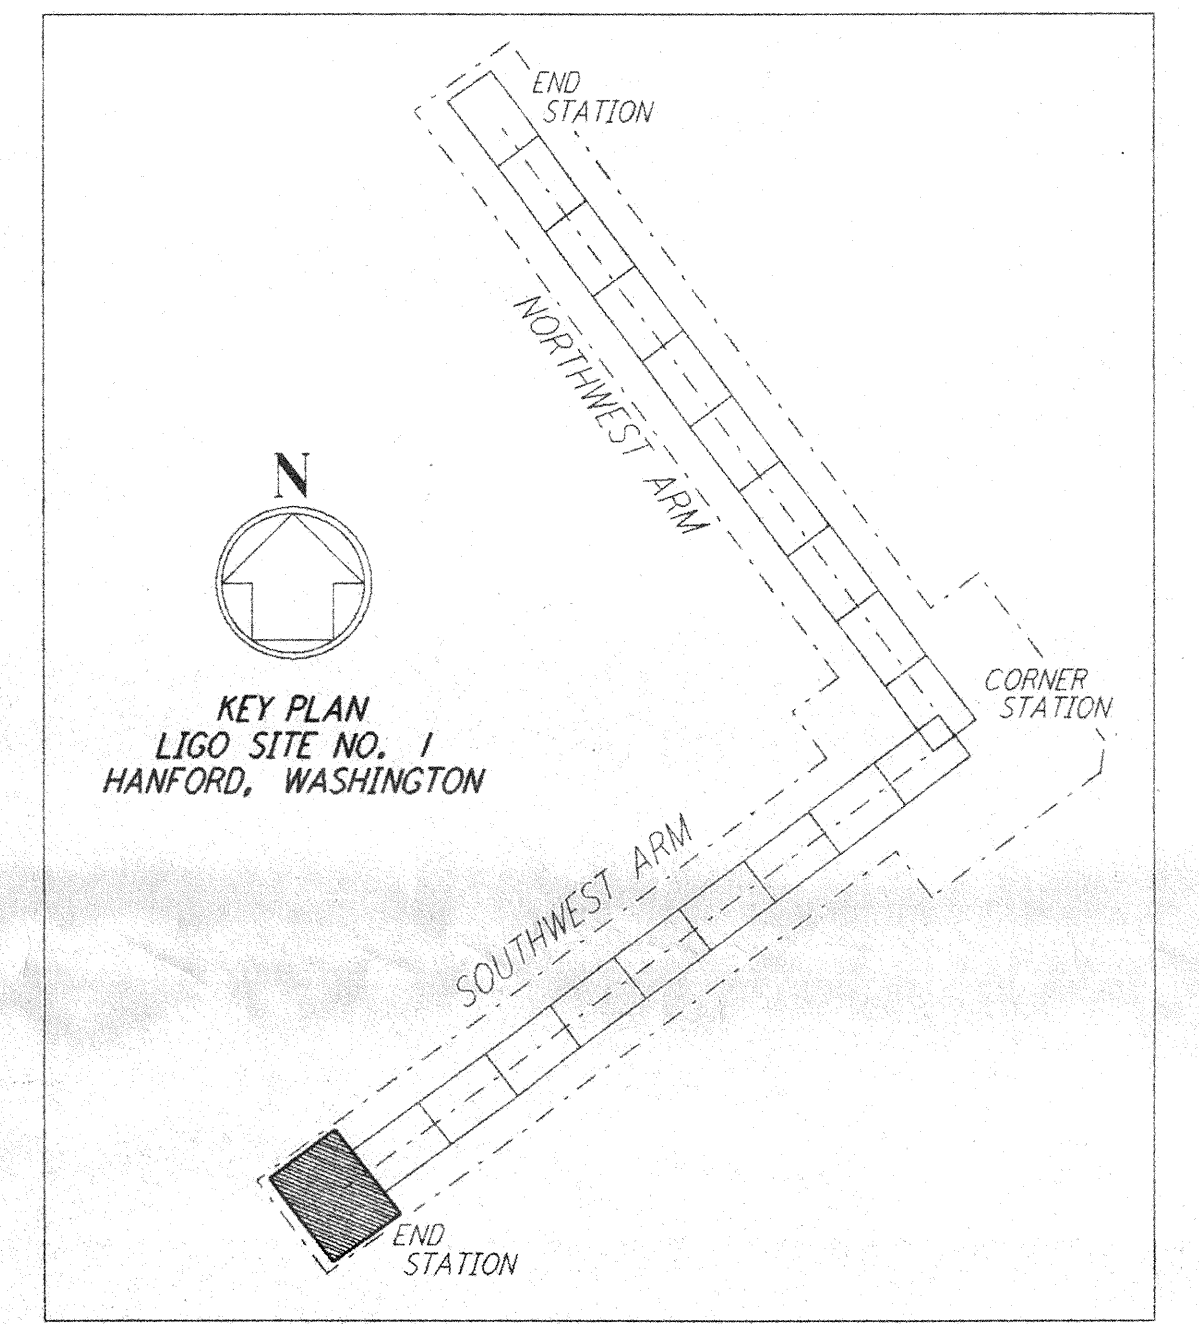 END
STATION
NORTHWEST ARM
N
CORNER
STATION
KEY PLAN
LIGO SITE NO. 1
HANFORD, WASHINGTON
SOUTHWEST ARM
END
STATION